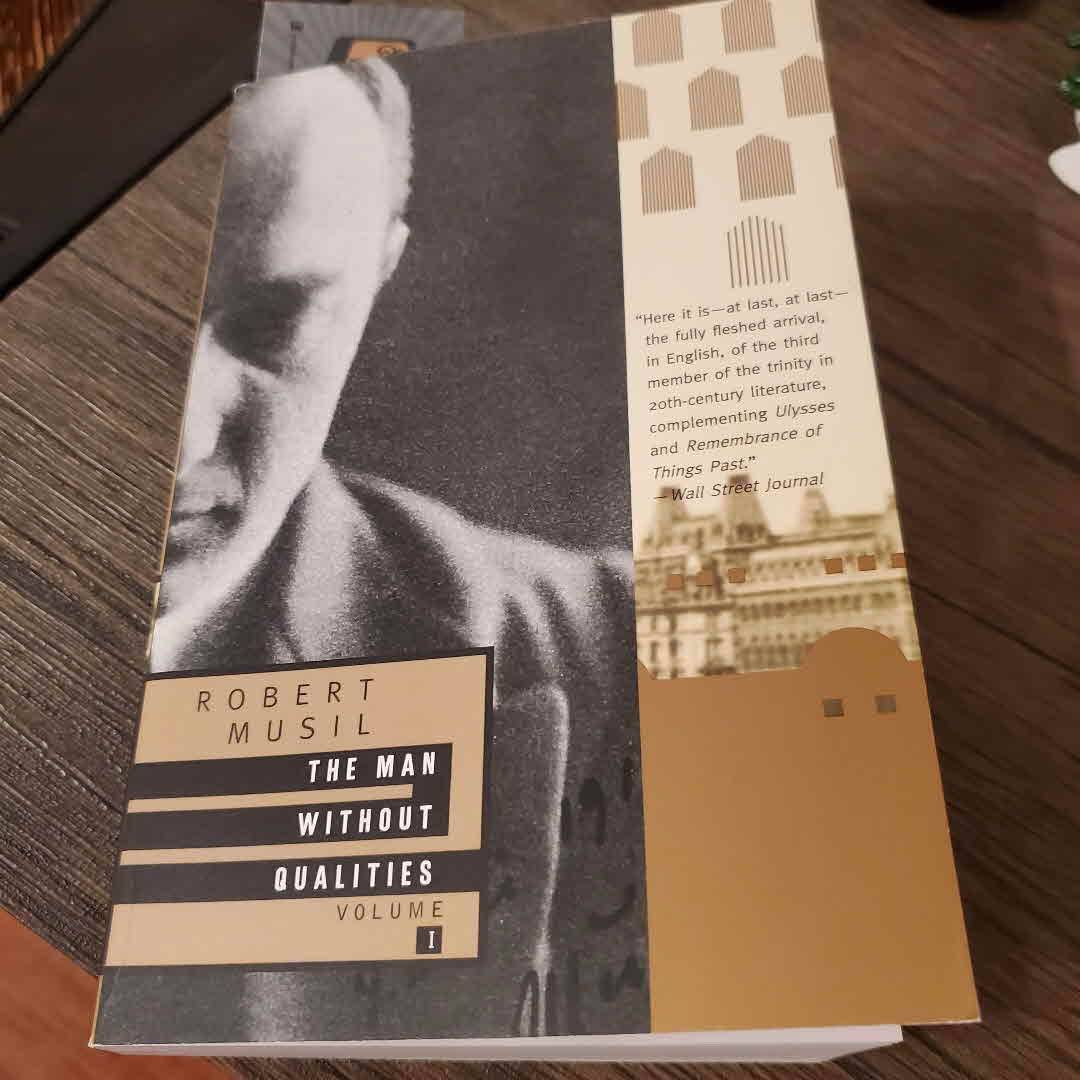 “Here it is—at last, at last—
the fully fleshed arrival,
in English, of the third
member of the trinity in
20th-century literature,
complementing Ulysses
and Remembrance of
Things Past.”
—Wall Street Journal
ROBERT
MUSIL
THE MAN
WITHOUT
QUALITIES
VOLUME
I